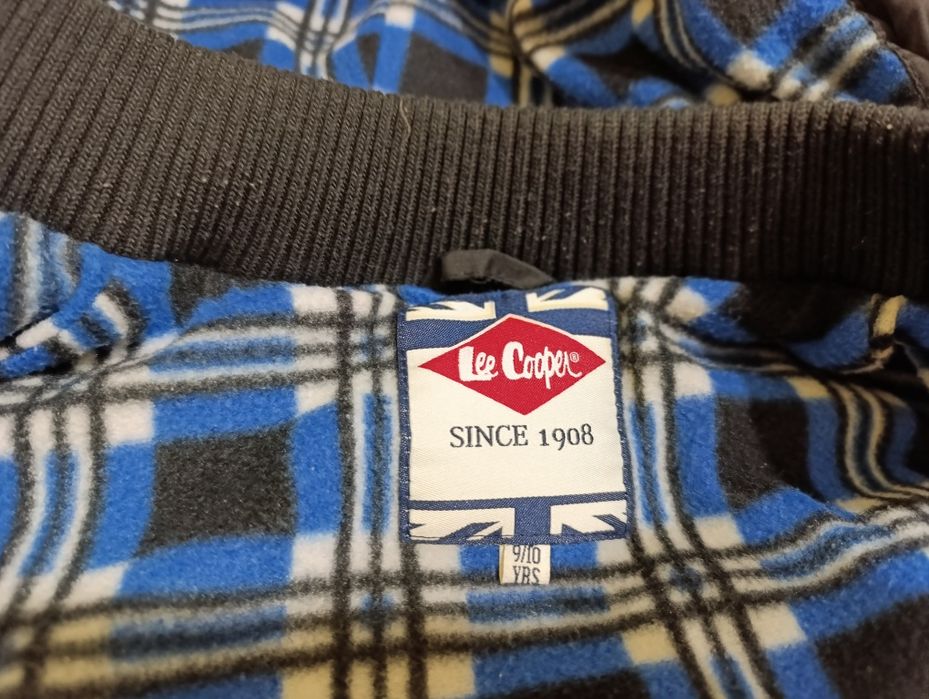 Lee Cooper®
SINCE 1908
9/10
YRS